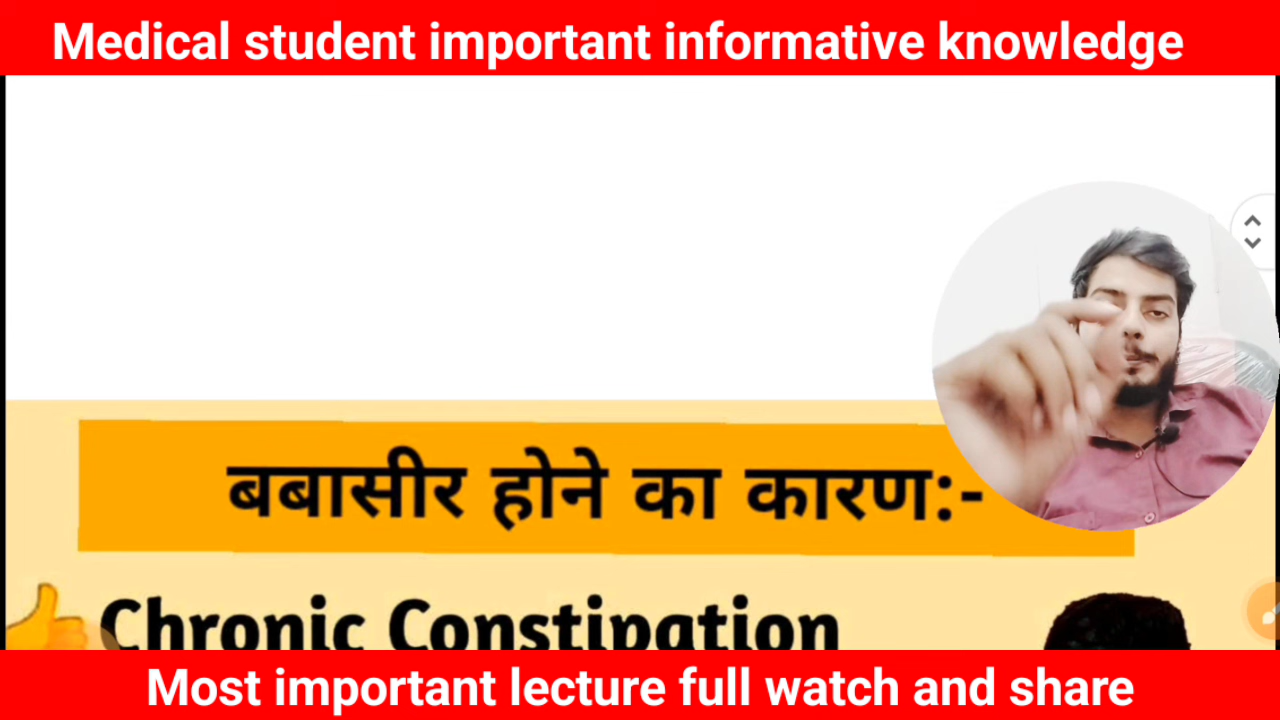 Medical student important informative knowledge
बबासीर होने का कारण:-
Chronic Constipation
Most important lecture full watch and share